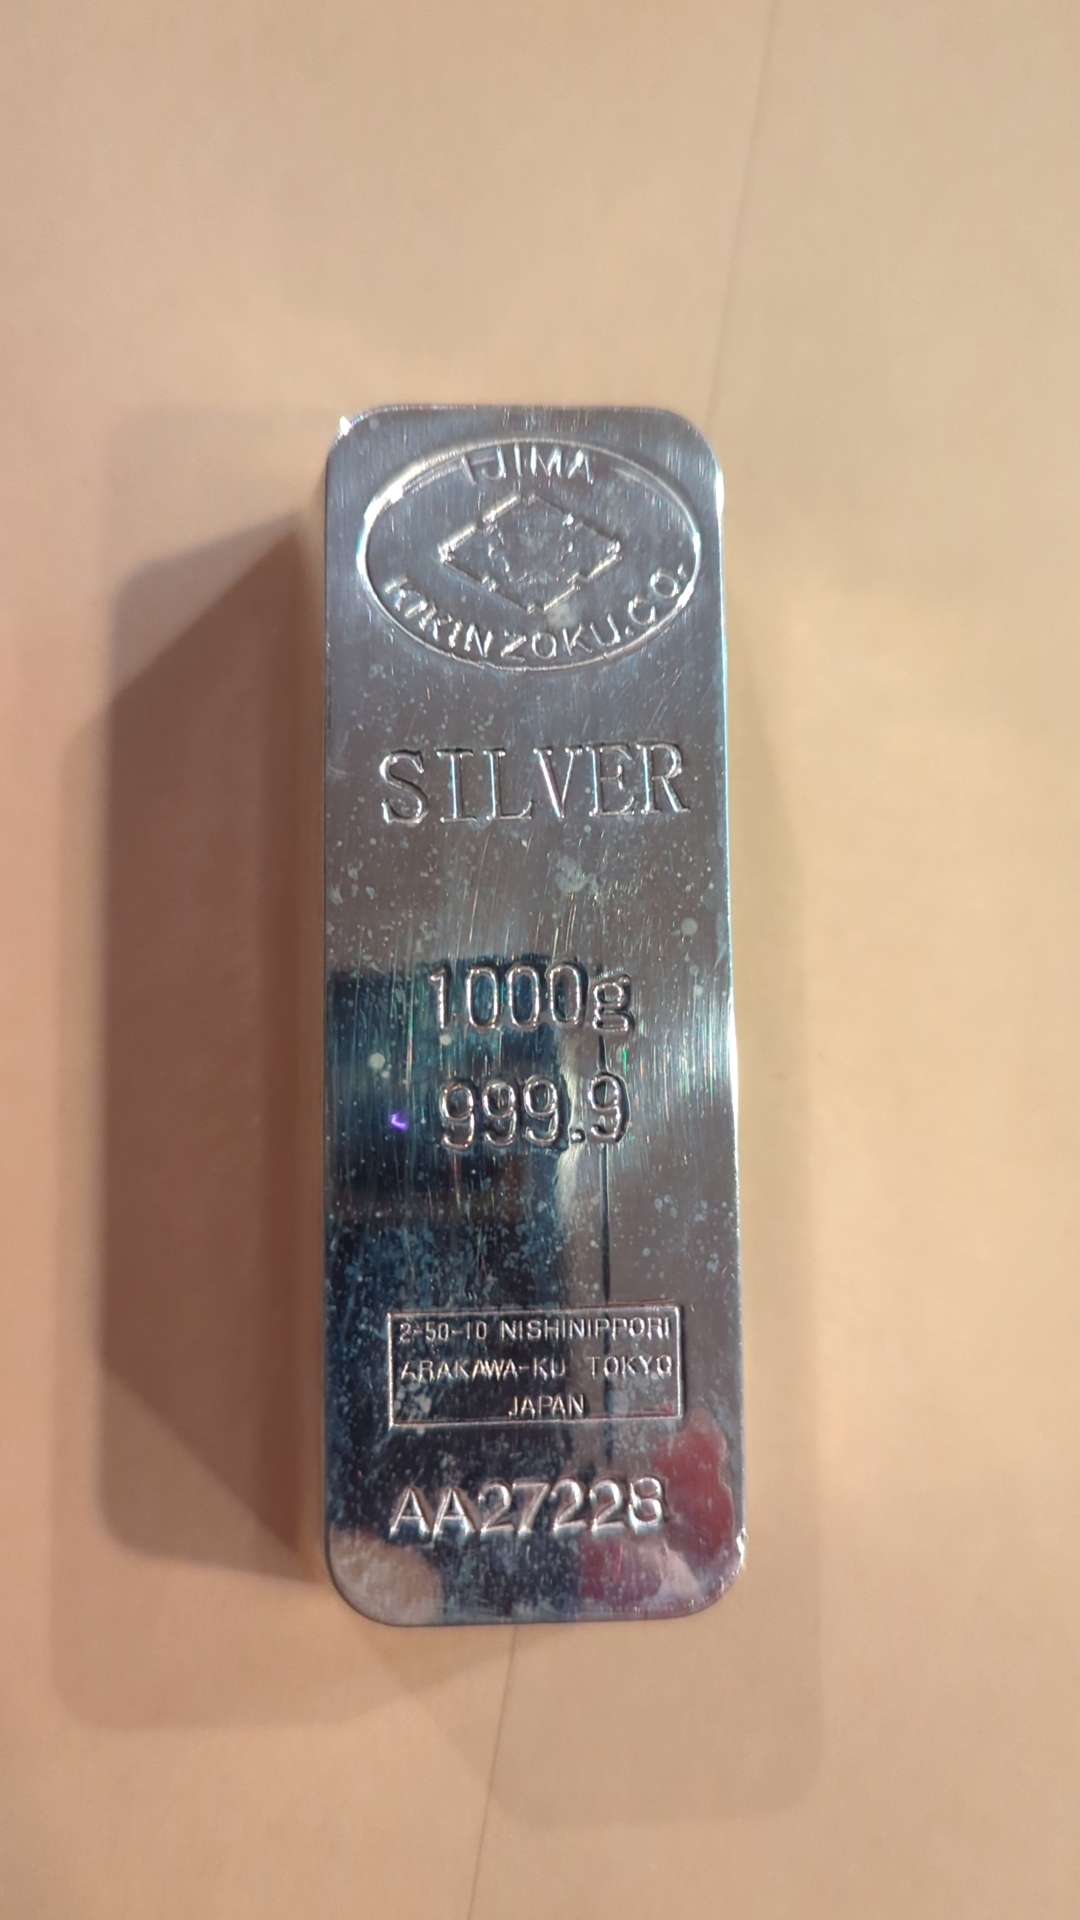 IJIMA
KIKINZOKU.CO.
SILVER
1000g
999.9
2-50-10 NISHINIPPORI
ARAKAWA-KU TOKYO
JAPAN
AA27228